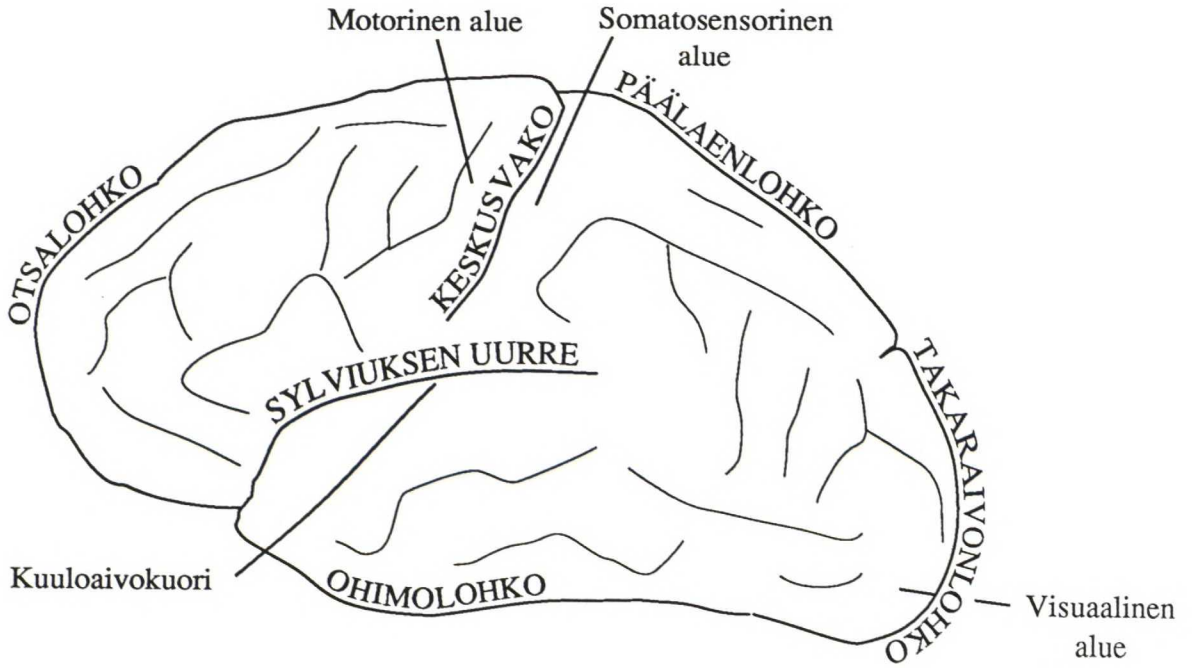 Motorinen alue
Somatosensorinen
alue
PÄÄLAENLOHKO
KESKUSVAKO
OTSALOHKO
SYLVIUKSEN UURRE
TAKARAIVONLOHKO
Kuuloaivokuori
OHIMOLOHKO
Visuaalinen
alue